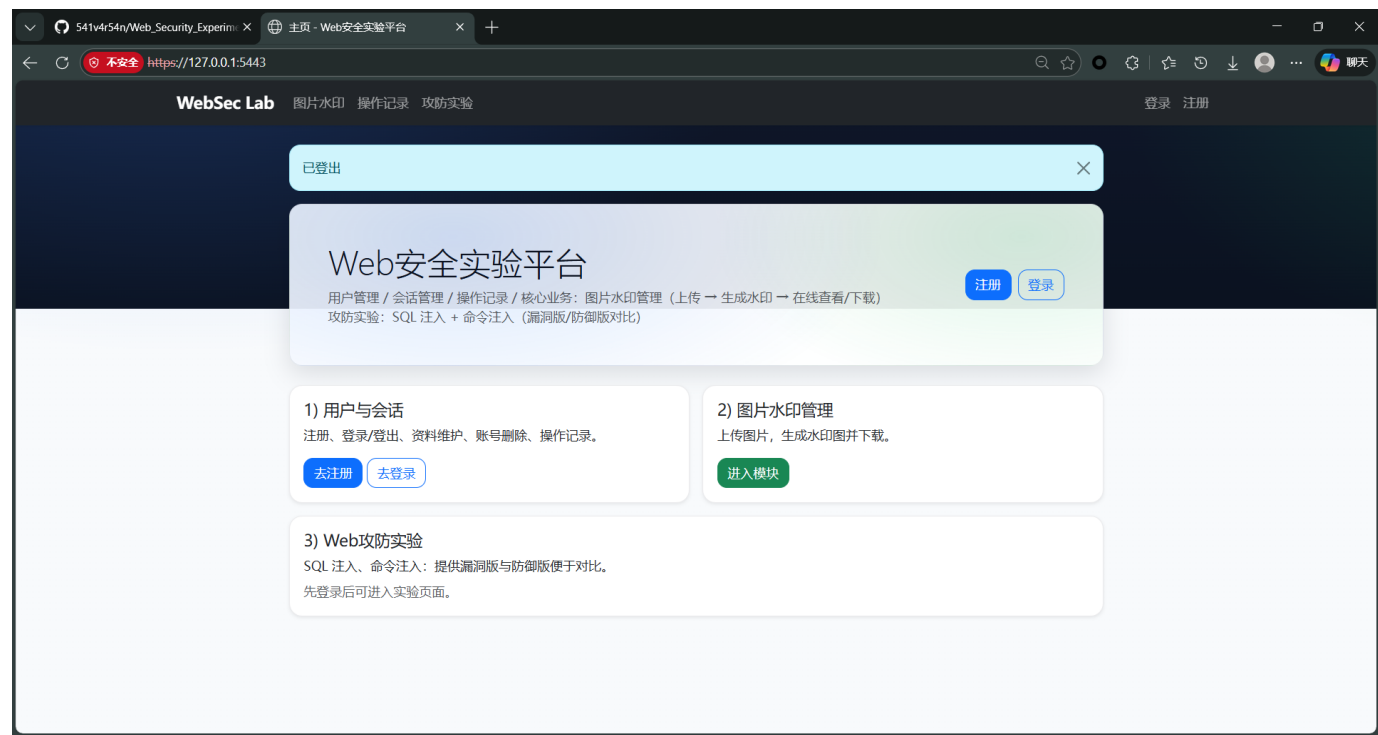 541v4r54n/Web_Security_Experime
主页 - Web安全实验平台
不安全 https://127.0.0.1:5443
聊天
WebSec Lab 图片水印 操作记录 攻防实验 登录 注册
已登出
Web安全实验平台
用户管理 / 会话管理 / 操作记录 / 核心业务：图片水印管理（上传 → 生成水印 → 在线查看/下载）
攻防实验：SQL 注入 + 命令注入（漏洞版/防御版对比）
注册 登录
1) 用户与会话
注册、登录/登出、资料维护、账号删除、操作记录。
去注册 去登录
2) 图片水印管理
上传图片，生成水印图并下载。
进入模块
3) Web攻防实验
SQL 注入、命令注入：提供漏洞版与防御版便于对比。
先登录后可进入实验页面。